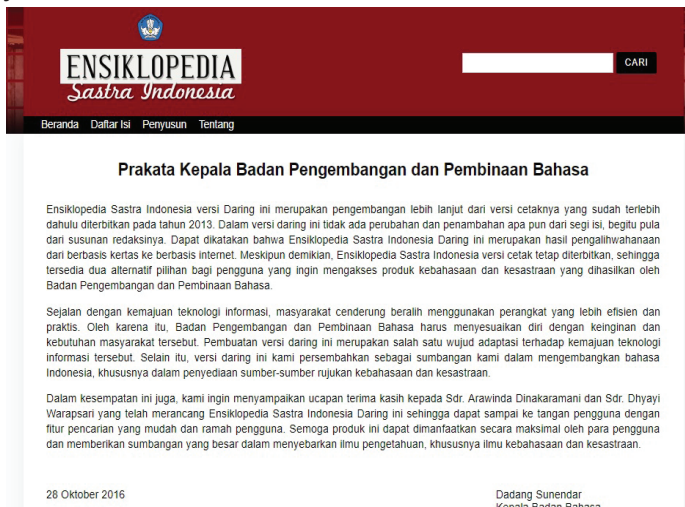 ENSIKLOPEDIA
Sastra Indonesia
CARI
Beranda Daftar Isi Penyusun Tentang
Prakata Kepala Badan Pengembangan dan Pembinaan Bahasa
Ensiklopedia Sastra Indonesia versi Daring ini merupakan pengembangan lebih lanjut dari versi cetaknya yang sudah terlebih
dahulu diterbitkan pada tahun 2013. Dalam versi daring ini tidak ada perubahan dan penambahan apa pun dari segi isi, begitu pula
dari susunan redaksinya. Dapat dikatakan bahwa Ensiklopedia Sastra Indonesia Daring ini merupakan hasil pengalihwahanaan
dari berbasis kertas ke berbasis internet. Meskipun demikian, Ensiklopedia Sastra Indonesia versi cetak tetap diterbitkan, sehingga
tersedia dua alternatif pilihan bagi pengguna yang ingin mengakses produk kebahasaan dan kesastraan yang dihasilkan oleh
Badan Pengembangan dan Pembinaan Bahasa.
Sejalan dengan kemajuan teknologi informasi, masyarakat cenderung beralih menggunakan perangkat yang lebih efisien dan
praktis. Oleh karena itu, Badan Pengembangan dan Pembinaan Bahasa harus menyesuaikan diri dengan keinginan dan
kebutuhan masyarakat tersebut. Pembuatan versi daring ini merupakan salah satu wujud adaptasi terhadap kemajuan teknologi
informasi tersebut. Selain itu, versi daring ini kami persembahkan sebagai sumbangan kami dalam mengembangkan bahasa
Indonesia, khususnya dalam penyediaan sumber-sumber rujukan kebahasaan dan kesastraan.
Dalam kesempatan ini juga, kami ingin menyampaikan ucapan terima kasih kepada Sdr. Arawinda Dinakaramani dan Sdr. Dhyayi
Warapsari yang telah merancang Ensiklopedia Sastra Indonesia Daring ini sehingga dapat sampai ke tangan pengguna dengan
fitur pencarian yang mudah dan ramah pengguna. Semoga produk ini dapat dimanfaatkan secara maksimal oleh para pengguna
dan memberikan sumbangan yang besar dalam menyebarkan ilmu pengetahuan, khususnya ilmu kebahasaan dan kesastraan.
28 Oktober 2016 Dadang Sunendar
Kepala Badan Bahasa